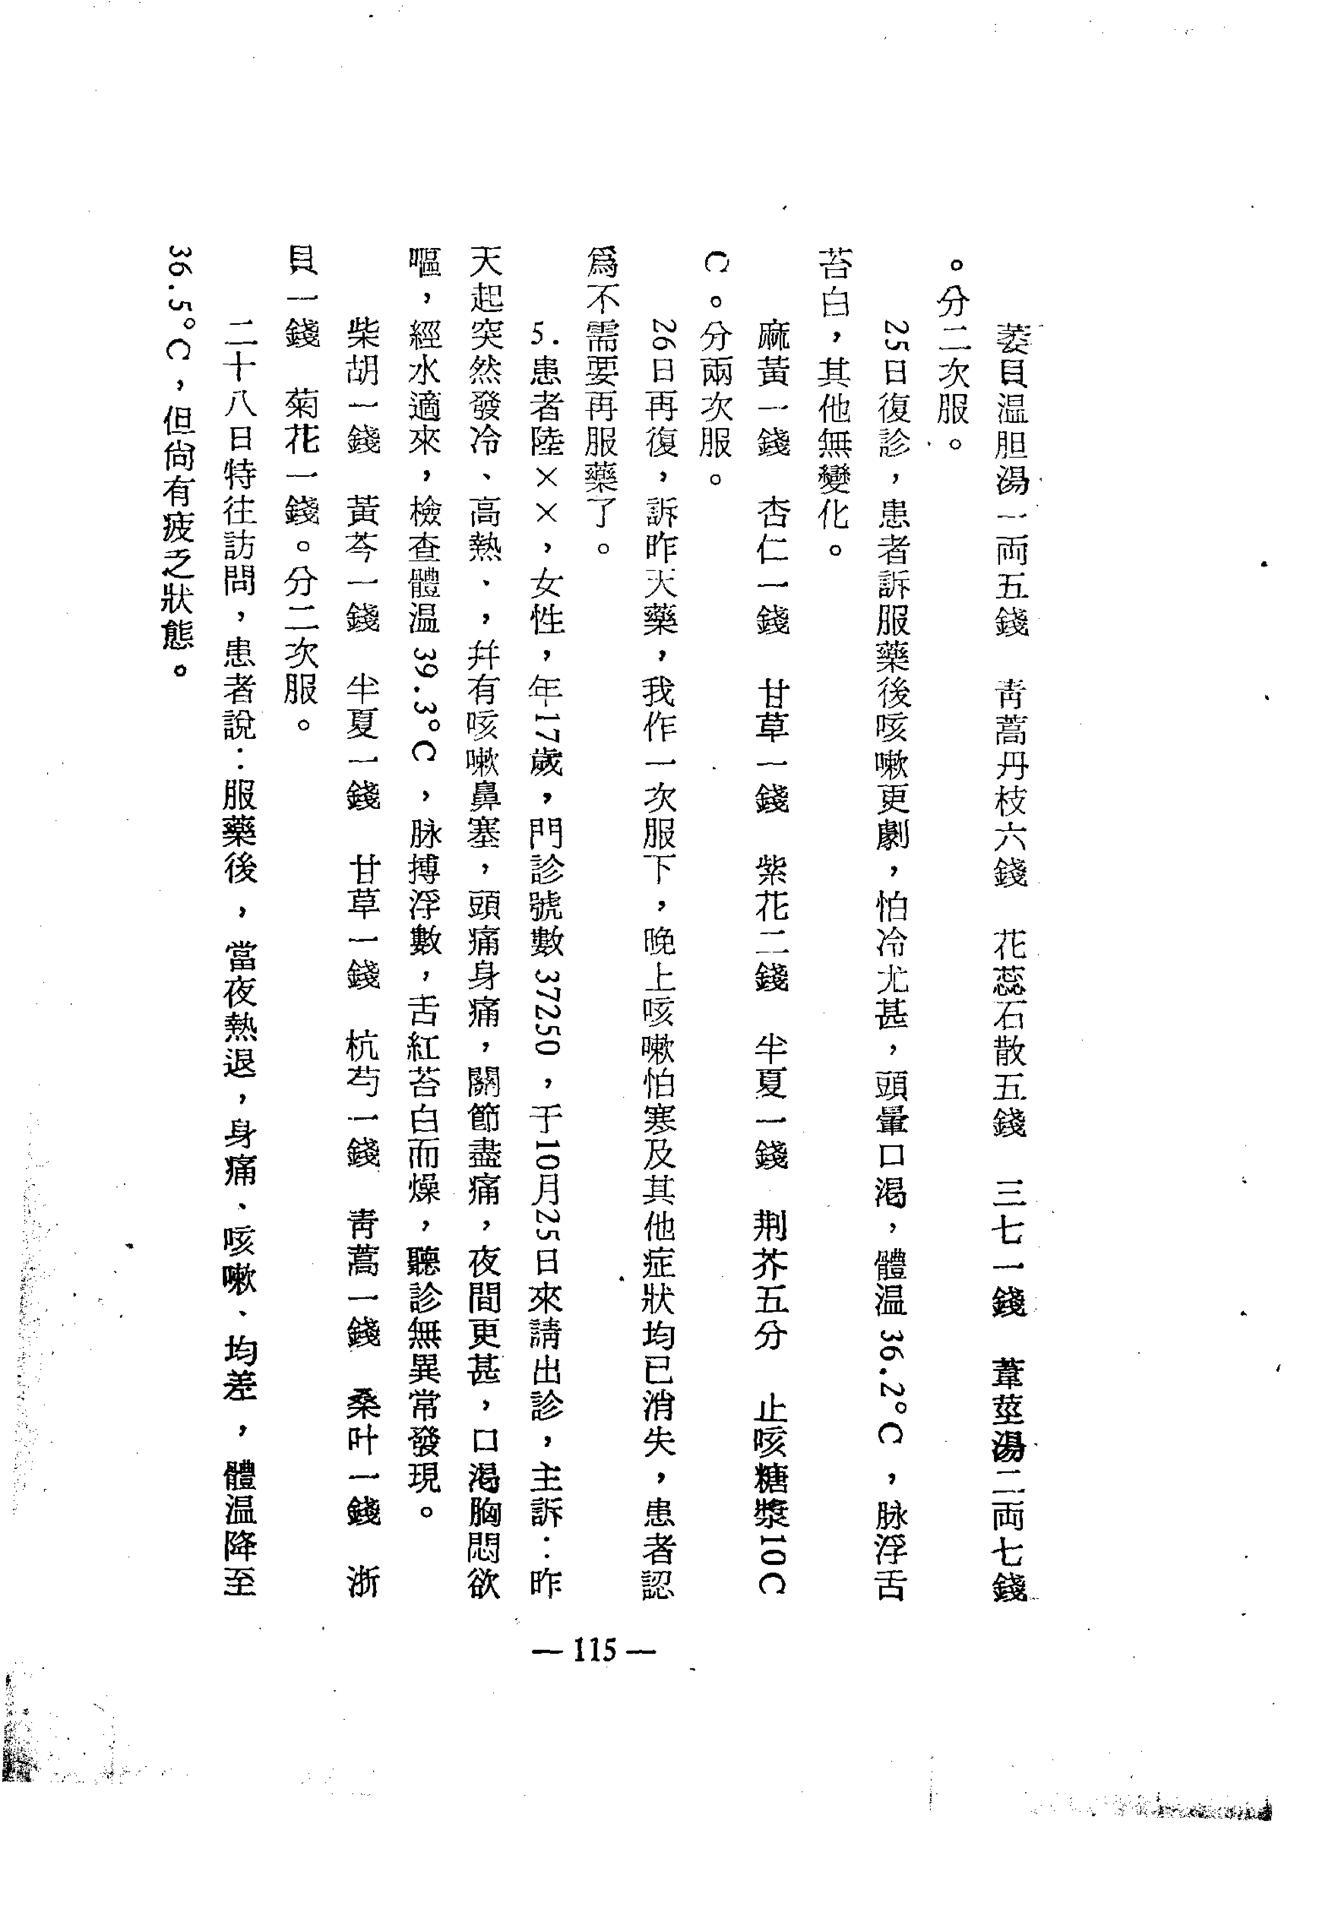 蒌貝温胆湯一両五錢　青蒿丹枝六錢　花蕊石散五錢　三七一錢　葦莖湯二両七錢
。分二次服。
25日復診，患者訴服藥後咳嗽更劇，怕冷尤甚，頭暈口渴，體温36.2°C，脉浮舌
苔白，其他無變化。
麻黃一錢　杏仁一錢　甘草一錢　紫花二錢　半夏一錢　荆芥五分　止咳糖漿10C
C。分兩次服。
26日再復，訴昨天藥，我作一次服下，晚上咳嗽怕寒及其他症狀均已消失，患者認
爲不需要再服藥了。
5.患者陸××，女性，年17歲，門診號數37250，于10月25日來請出診，主訴：昨
天起突然發冷、高熱、，幷有咳嗽鼻塞，頭痛身痛，關節盡痛，夜間更甚，口渴胸悶欲
嘔，經水適來，檢查體温39.3°C，脉搏浮數，舌紅苔白而燥，聽診無異常發現。
柴胡一錢　黃芩一錢　半夏一錢　甘草一錢　杭芍一錢　青蒿一錢　桑叶一錢　浙
貝一錢　菊花一錢。分二次服。
二十八日特往訪問，患者說：服藥後，當夜熱退，身痛、咳嗽、均差，體温降至
36.5°C，但尙有疲乏狀態。
— 115 —